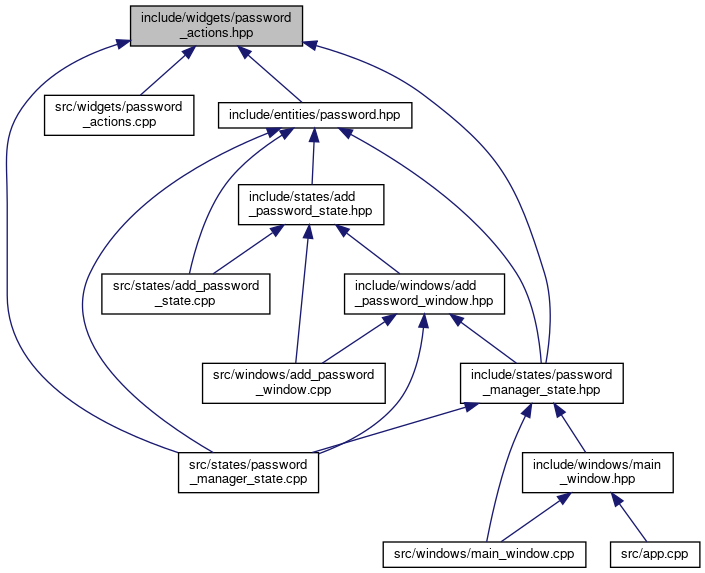 include/widgets/password
_actions.hpp
src/widgets/password
_actions.cpp
include/entities/password.hpp
include/states/add
_password_state.hpp
src/states/add_password
_state.cpp
include/windows/add
_password_window.hpp
src/windows/add_password
_window.cpp
include/states/password
_manager_state.hpp
src/states/password
_manager_state.cpp
include/windows/main
_window.hpp
src/windows/main_window.cpp
src/app.cpp